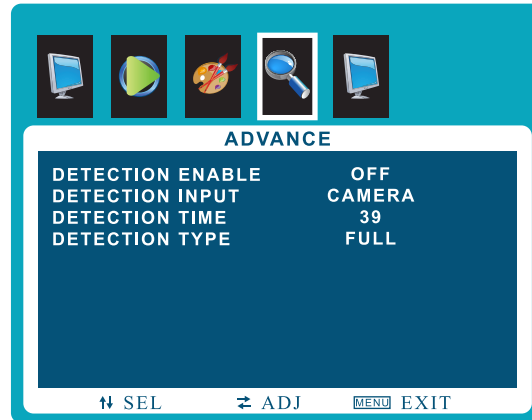 ADVANCE
DETECTION ENABLE OFF
DETECTION INPUT CAMERA
DETECTION TIME 39
DETECTION TYPE FULL
SEL ADJ MENU EXIT